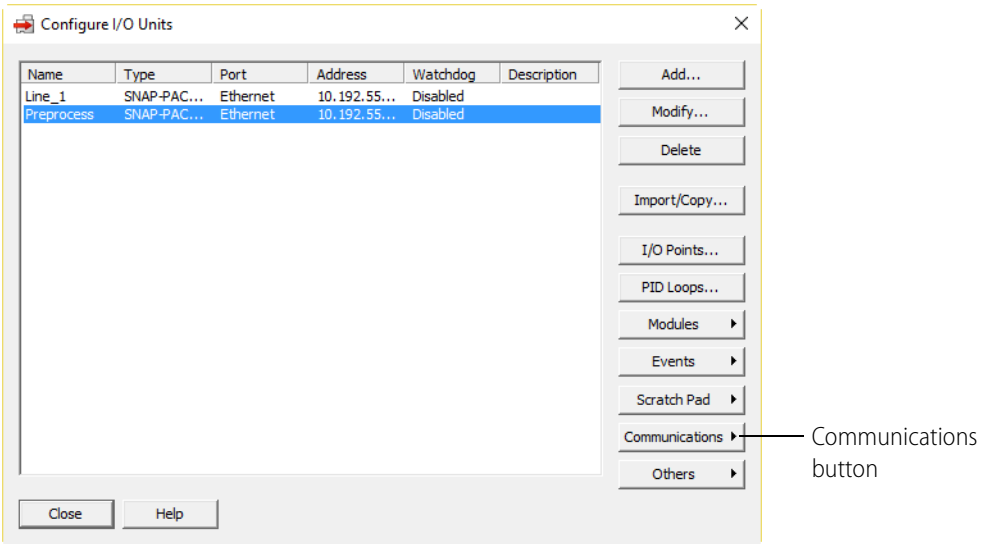 Configure I/O Units
Name Type Port Address Watchdog Description
Line_1 SNAP-PAC... Ethernet 10.192.55... Disabled
Preprocess SNAP-PAC... Ethernet 10.192.55... Disabled
Add...
Modify...
Delete
Import/Copy...
I/O Points...
PID Loops...
Modules
Events
Scratch Pad
Communications
Others
Communications
button
Close
Help